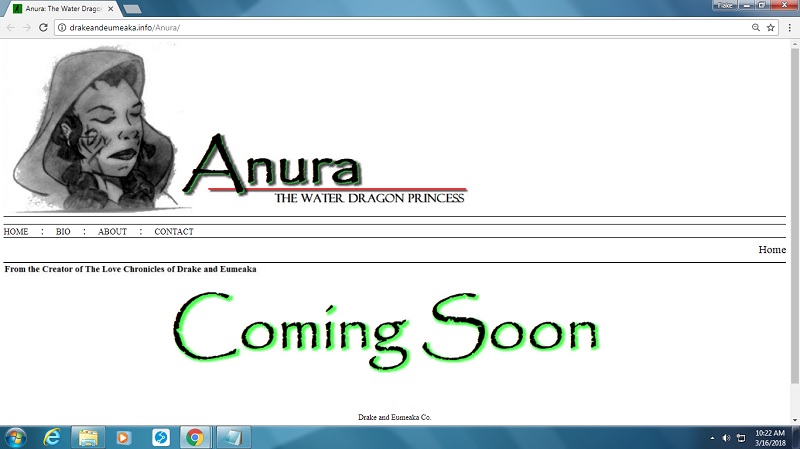 Anura: The Water Dragon
Flake
drakeandeumeaka.info/Anura/
Anura
THE WATER DRAGON PRINCESS
HOME : BIO : ABOUT : CONTACT
Home
From the Creator of The Love Chronicles of Drake and Eumeaka
Coming Soon
Drake and Eumeaka Co.
10:22 AM
3/16/2018